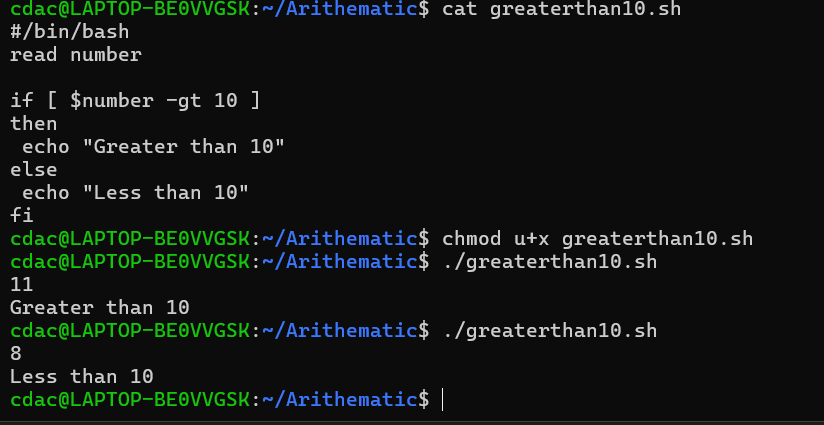 cdac@LAPTOP-BE0VVGSK:~/Arithematic$ cat greaterthan10.sh
#/bin/bash
read number

if [ $number -gt 10 ]
then
 echo "Greater than 10"
else
 echo "Less than 10"
fi
cdac@LAPTOP-BE0VVGSK:~/Arithematic$ chmod u+x greaterthan10.sh
cdac@LAPTOP-BE0VVGSK:~/Arithematic$ ./greaterthan10.sh
11
Greater than 10
cdac@LAPTOP-BE0VVGSK:~/Arithematic$ ./greaterthan10.sh
8
Less than 10
cdac@LAPTOP-BE0VVGSK:~/Arithematic$